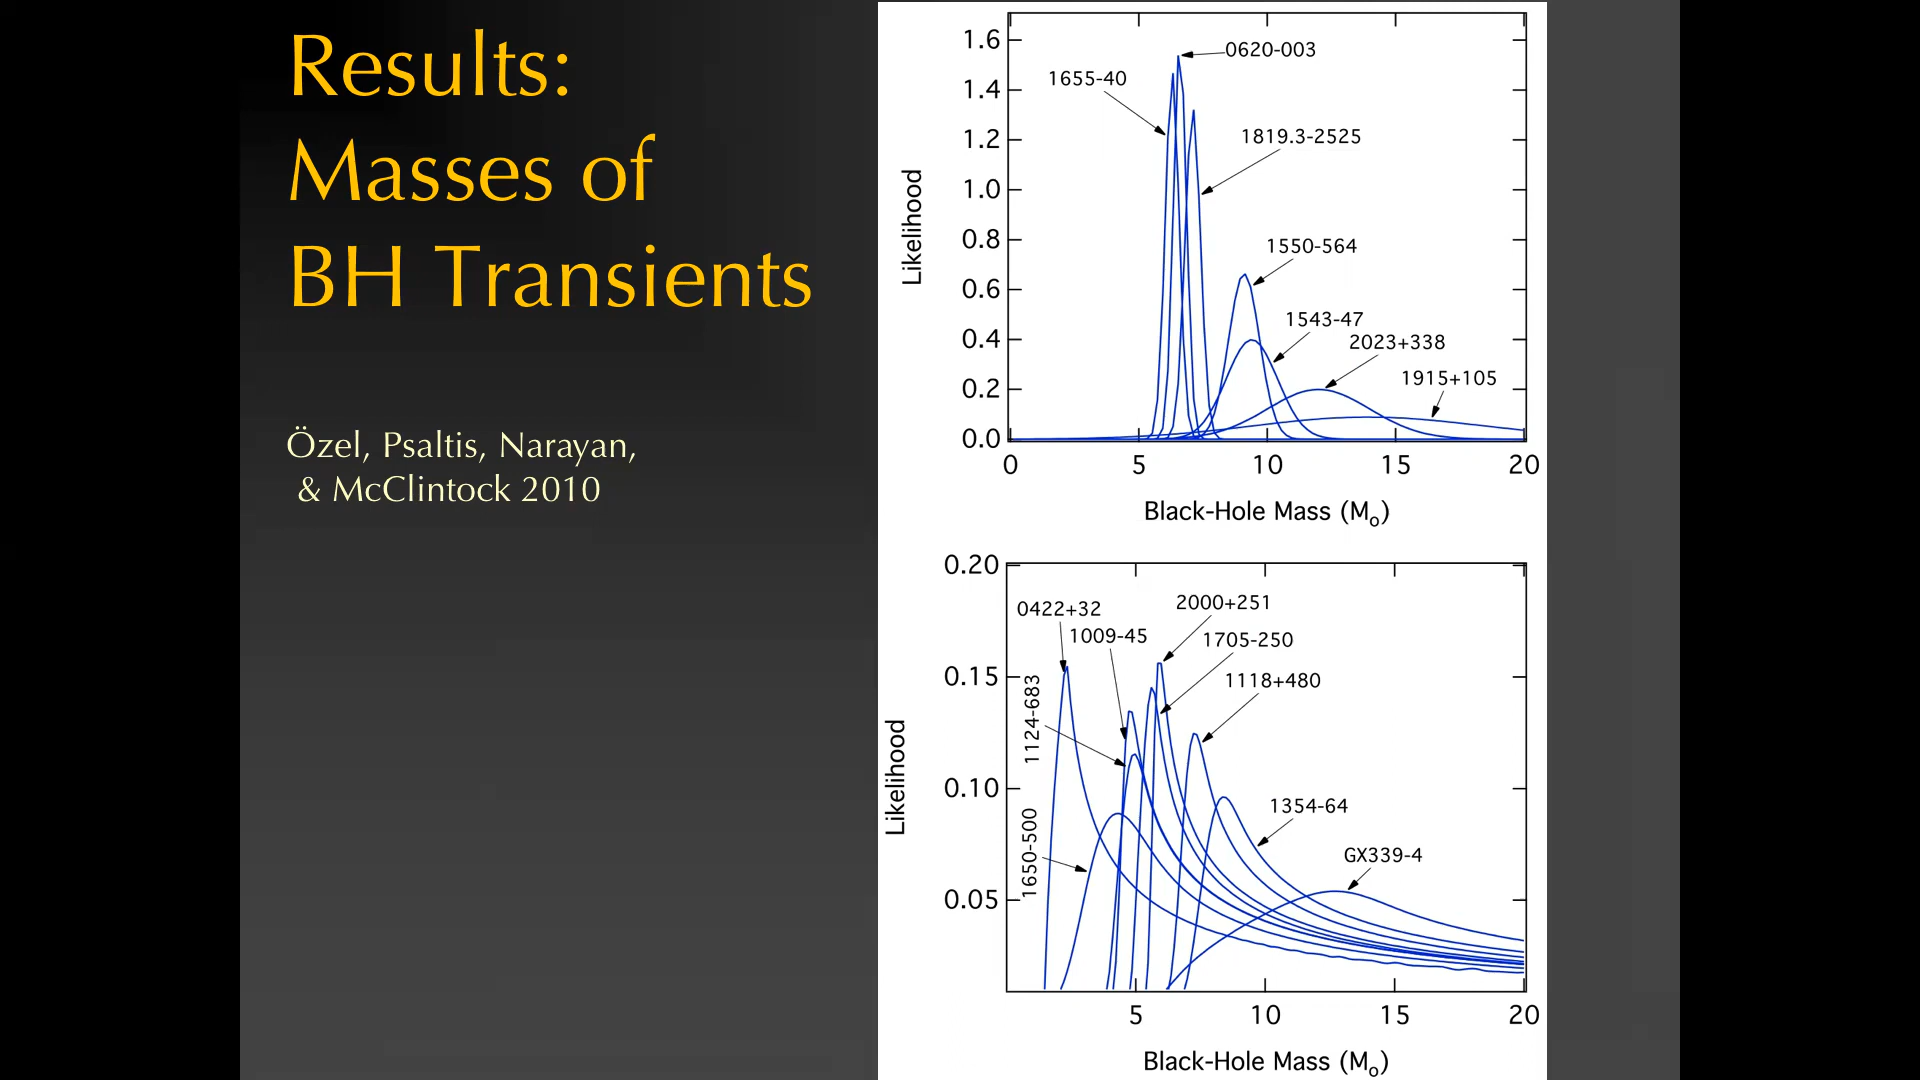 Results:
Masses of
BH Transients
Özel, Psaltis, Narayan,
& McClintock 2010
1.6
1.4
1.2
1.0
0.8
0.6
0.4
0.2
0.0
Likelihood
0620-003
1655-40
1819.3-2525
1550-564
1543-47
2023+338
1915+105
0 5 10 15 20
Black-Hole Mass (Mo)
0.20
0.15
0.10
0.05
Likelihood
0422+32
2000+251
1009-45
1705-250
1124-683
1118+480
1354-64
1650-500
GX339-4
5 10 15 20
Black-Hole Mass (Mo)